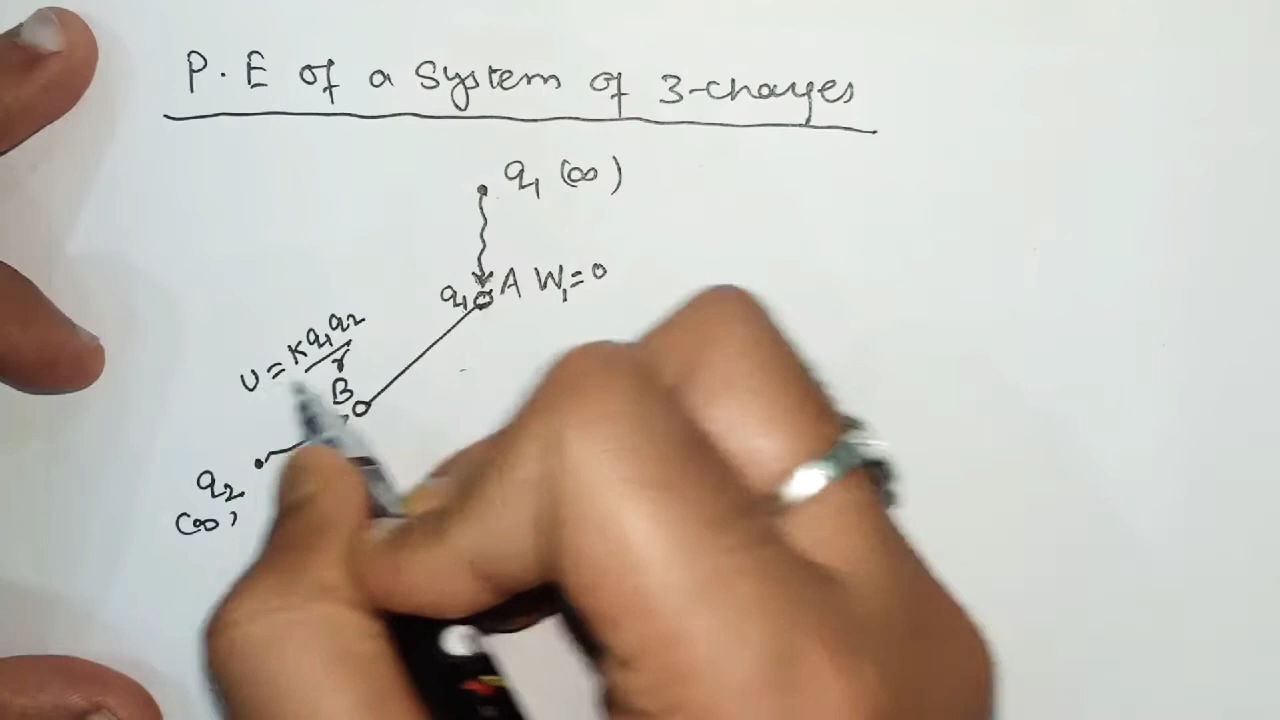 P.E of a System of 3-charges
q1 (∞)
q1 A W1=0
U = Kq1q2
r
B
q2
(∞)